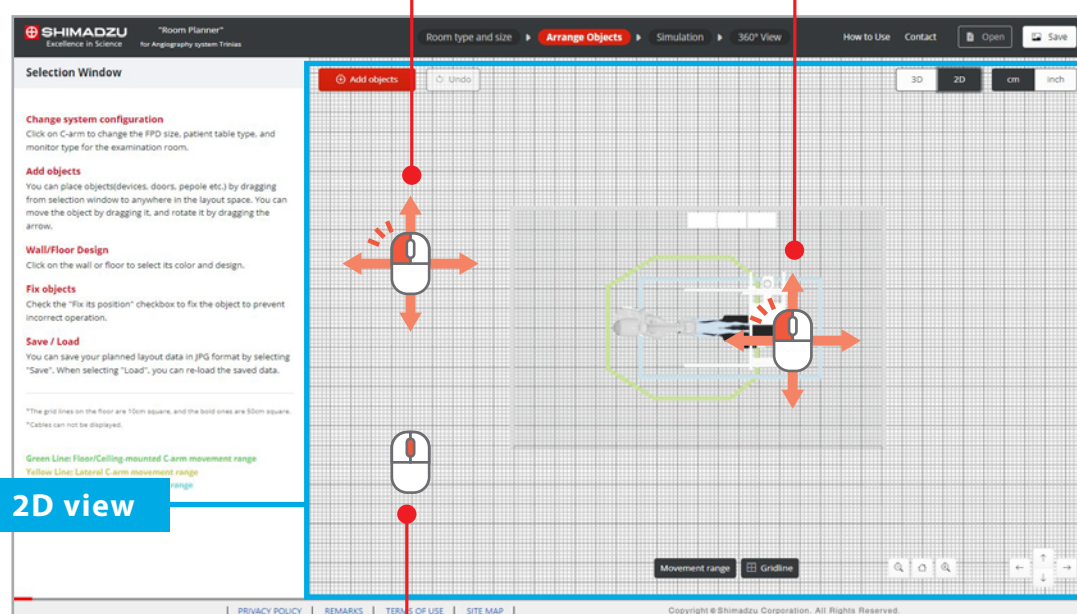 SHIMADZU
Excellence in Science
"Room Planner"
for Angiography system Trinias
Room type and size
Arrange Objects
Simulation
360° View
How to Use
Contact
Open
Save
Selection Window
Add objects
Undo
3D
2D
cm
inch
Change system configuration
Click on C-arm to change the FPD size, patient table type, and
monitor type for the examination room.
Add objects
You can place objects(devices, doors, pepole etc.) by dragging
from selection window to anywhere in the layout space. You can
move the object by dragging it, and rotate it by dragging the
arrow.
Wall/Floor Design
Click on the wall or floor to select its color and design.
Fix objects
Check the "Fix its position" checkbox to fix the object to prevent
incorrect operation.
Save / Load
You can save your planned layout data in JPG format by selecting
"Save". When selecting "Load", you can re-load the saved data.
*The grid lines on the floor are 10cm square, and the bold ones are 50cm square.
*Cables can not be displayed.
Green Line: Floor/Ceiling-mounted C-arm movement range
Yellow Line: Lateral C-arm movement range
range
2D view
Movement range
Gridline
PRIVACY POLICY | REMARKS | TERMS OF USE | SITE MAP |
Copyright © Shimadzu Corporation. All Rights Reserved.